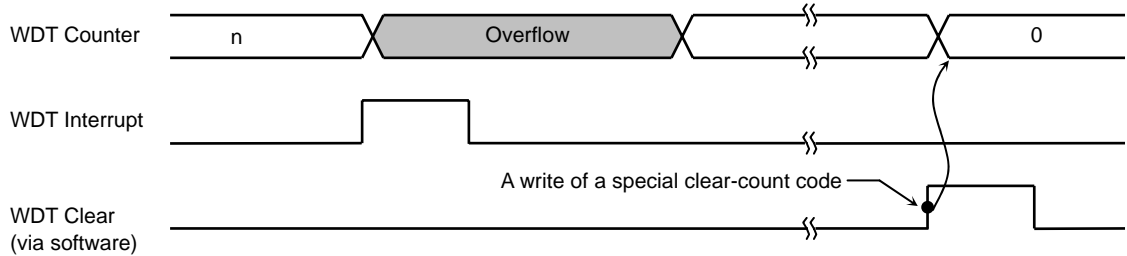 WDT Counter
n
Overflow
0
WDT Interrupt
A write of a special clear-count code
WDT Clear
(via software)